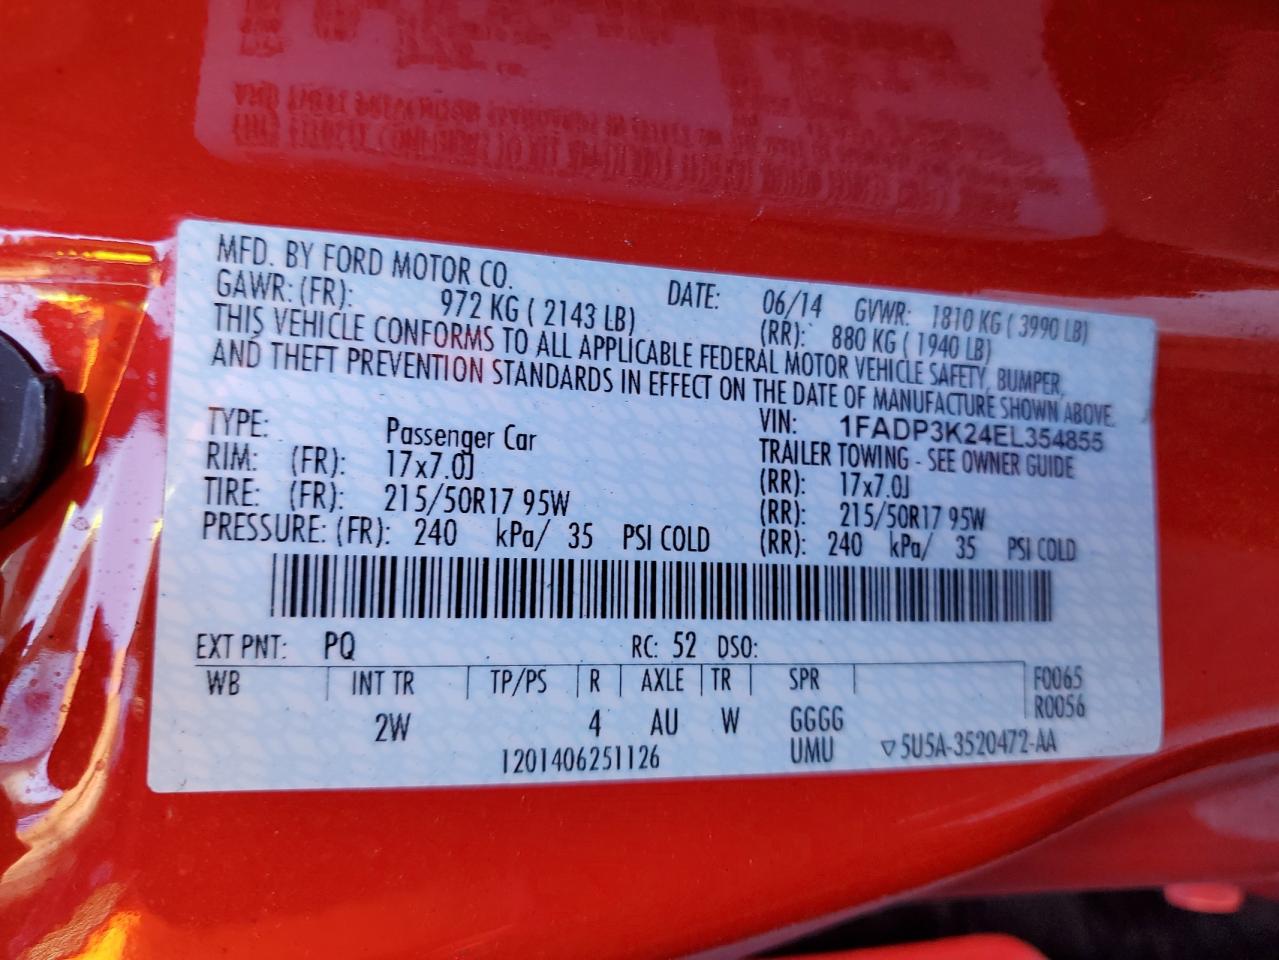 MFD. BY FORD MOTOR CO. DATE: 06/14 GVWR: 1810 KG ( 3990 LB)
GAWR: (FR): 972 KG ( 2143 LB) (RR): 880 KG ( 1940 LB)
THIS VEHICLE CONFORMS TO ALL APPLICABLE FEDERAL MOTOR VEHICLE SAFETY, BUMPER,
AND THEFT PREVENTION STANDARDS IN EFFECT ON THE DATE OF MANUFACTURE SHOWN ABOVE.
VIN: 1FADP3K24EL354855
TYPE: Passenger Car TRAILER TOWING - SEE OWNER GUIDE
RIM: (FR): 17x7.0J (RR): 17x7.0J
TIRE: (FR): 215/50R17 95W (RR): 215/50R17 95W
PRESSURE: (FR): 240 kPa/ 35 PSI COLD (RR): 240 kPa/ 35 PSI COLD
EXT PNT: PQ RC: 52 DSO:
WB INT TR TP/PS R AXLE TR SPR F0065
R0056
2W 4 AU W GGGG
1201406251126 UMU ▽5U5A-3520472-AA